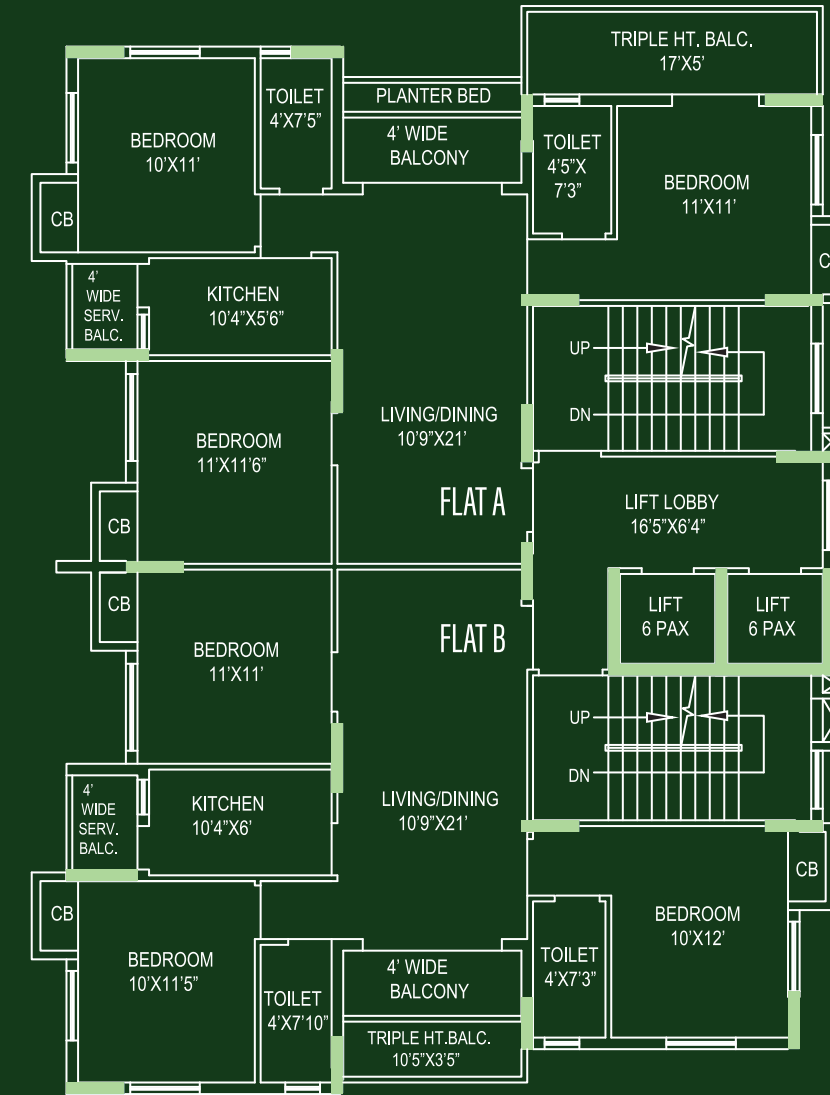 TRIPLE HT. BALC.
17'X5'
TOILET
4'X7'5"
PLANTER BED
4' WIDE
BALCONY
BEDROOM
10'X11'
TOILET
4'5"X
7'3"
BEDROOM
11'X11'
CB
C
4'
WIDE
SERV.
BALC.
KITCHEN
10'4"X5'6"
UP
DN
LIVING/DINING
10'9"X21'
BEDROOM
11'X11'6"
FLAT A
LIFT LOBBY
16'5"X6'4"
CB
CB
LIFT
6 PAX
LIFT
6 PAX
FLAT B
BEDROOM
11'X11'
UP
DN
4'
WIDE
SERV.
BALC.
KITCHEN
10'4"X6'
LIVING/DINING
10'9"X21'
CB
CB
BEDROOM
10'X11'5"
BEDROOM
10'X12'
4' WIDE
BALCONY
TOILET
4'X7'3"
TOILET
4'X7'10"
TRIPLE HT.BALC.
10'5"X3'5"